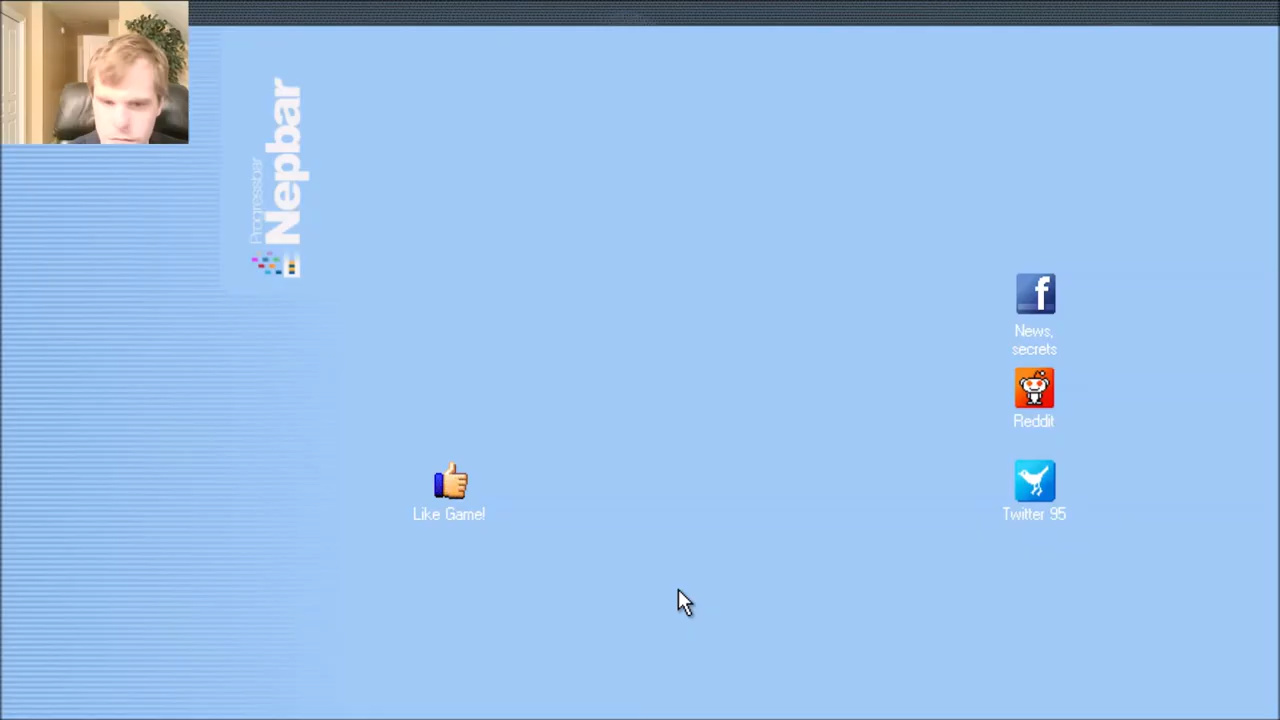 Progressbar
Nepbar
News,
secrets
Reddit
Like Game!
Twitter 95